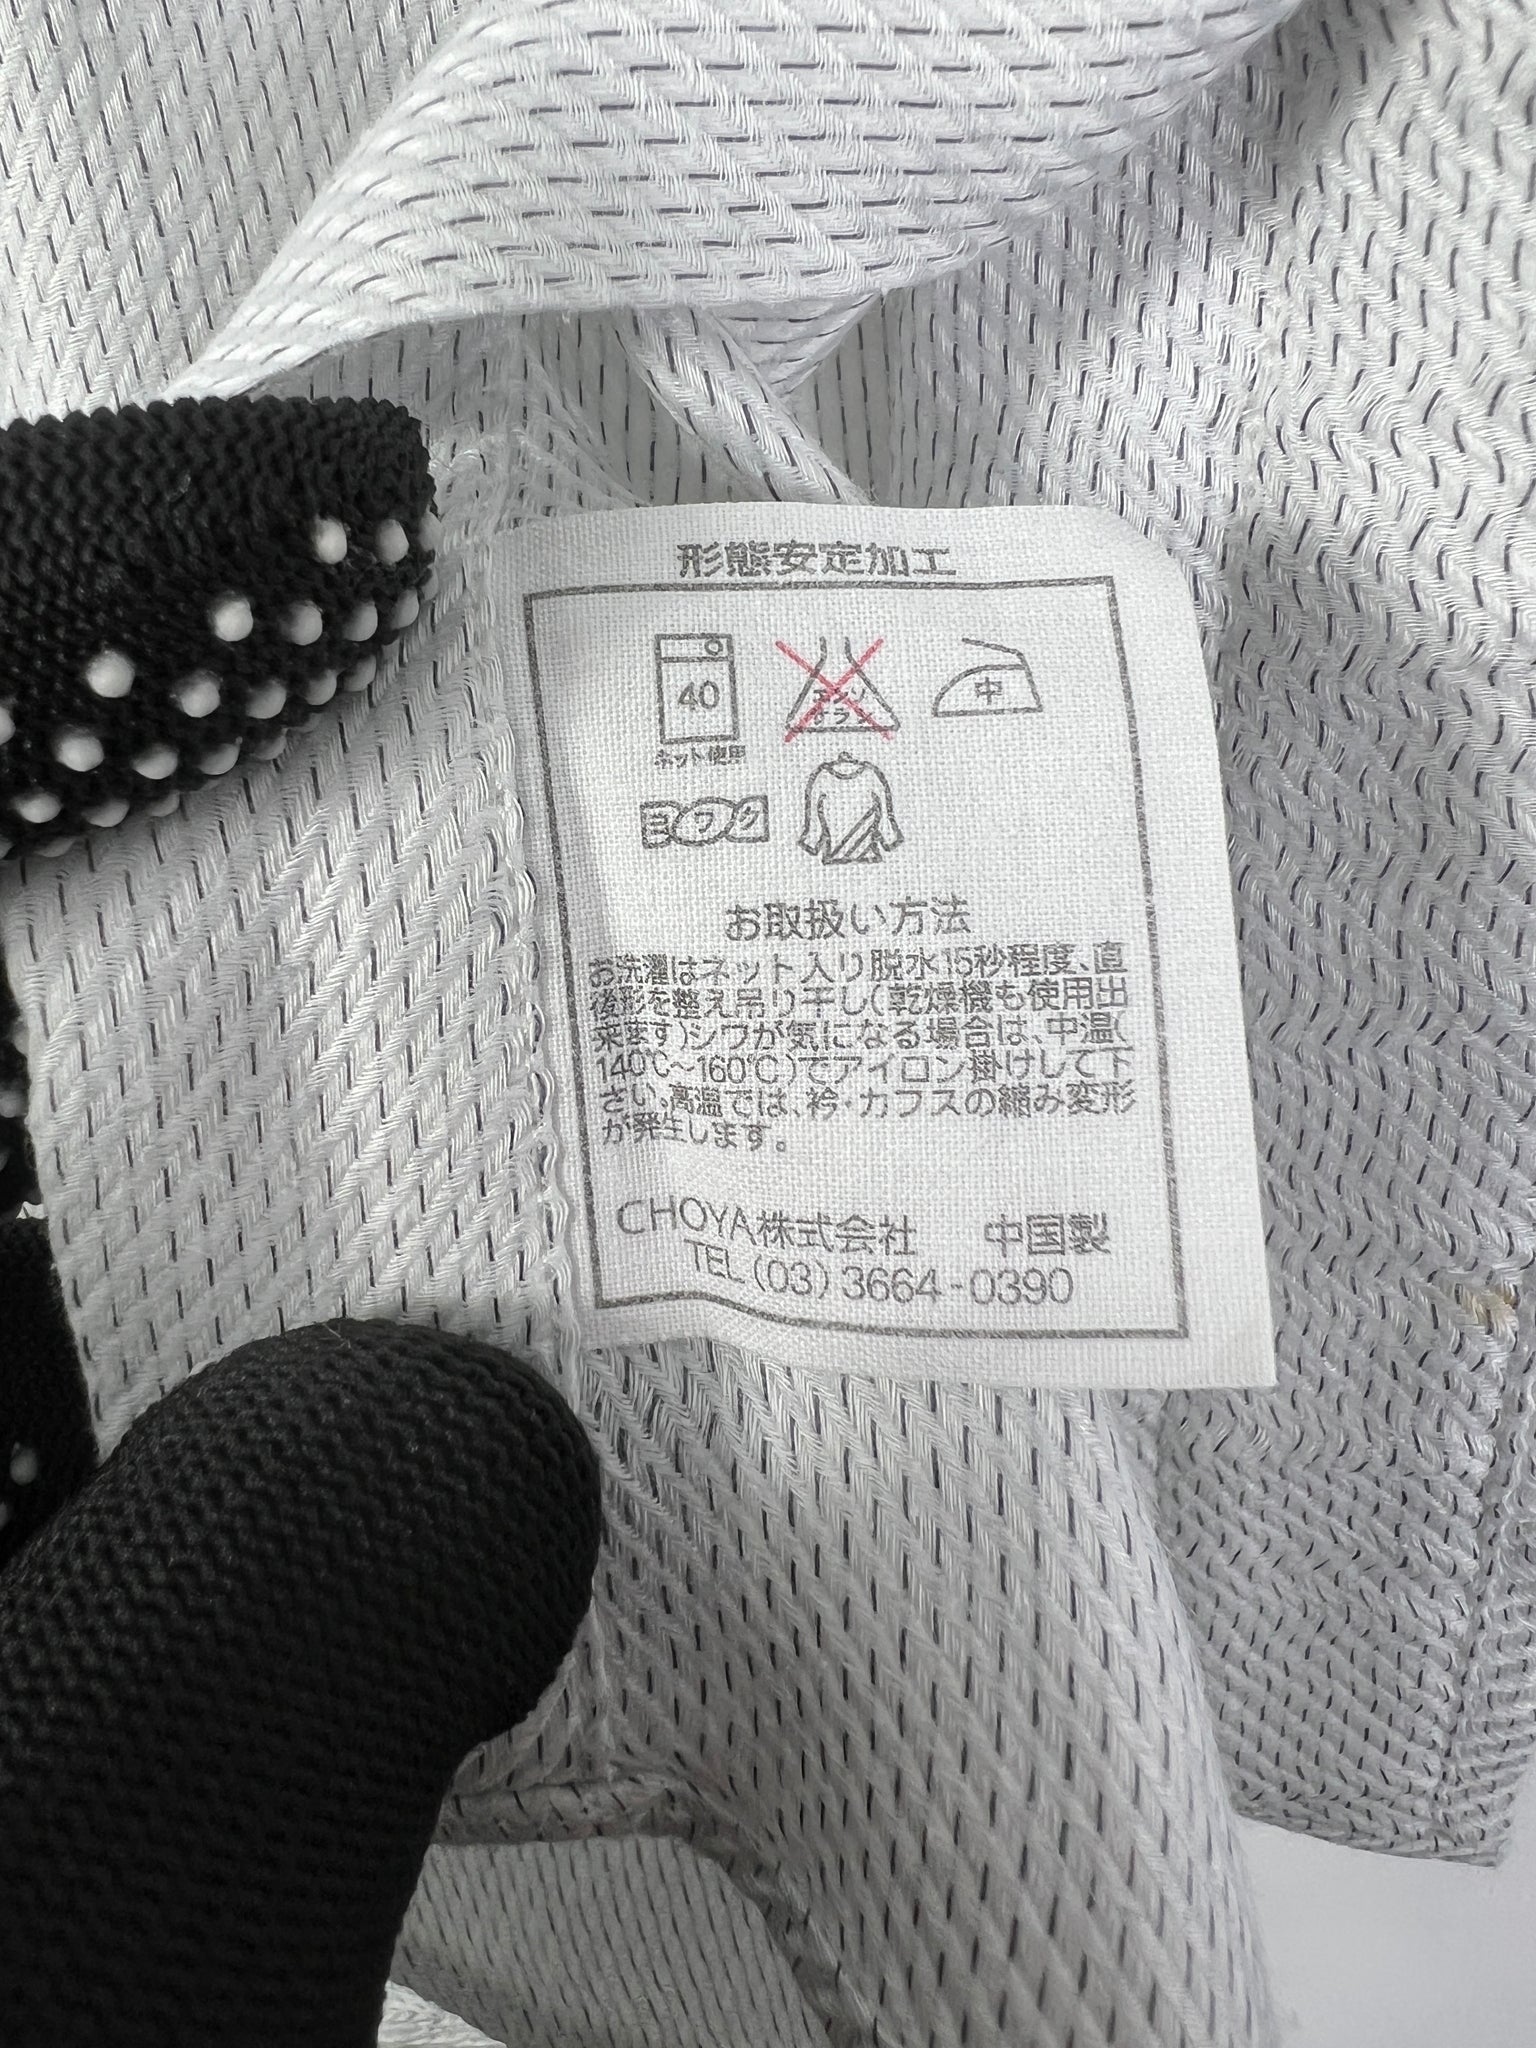 形態安定加工
40
エンソ
サラシ
中
ネット使用
ヨワク
お取扱い方法
お洗濯はネット入り脱水15秒程度、直
後形を整え吊り干し(乾燥機も使用出
来ます)シワが気になる場合は、中温(
140℃~160℃)でアイロン掛けして下
さい。高温では、衿・カフスの縮み変形
が発生します。
CHOYA株式会社 中国製
TEL(03)3664-0390